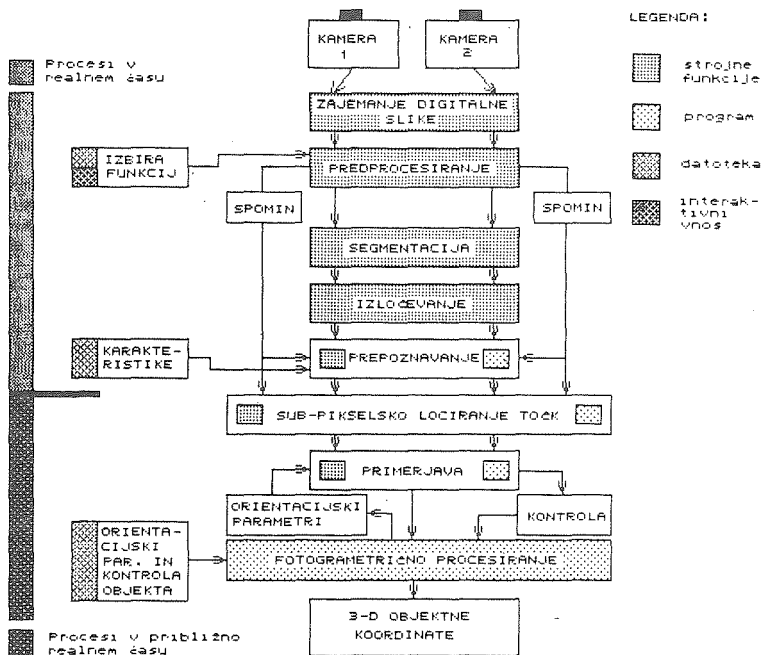 LEGENDA:
KAMERA
1
KAMERA
2
Procesi v
realnem času
strojne
funkcije
program
datoteka
interak-
tivni
vnos
ZAJEMANJE DIGITALNE
SLIKE
IZBIRA
FUNKCIJ
PREDPROCESIRANJE
SPOMIN
SPOMIN
SEGMENTACIJA
IZLOČEVANJE
KARAKTE-
RISTIKE
PREPOZNAVANJE
SUB-PIKSELSKO LOCIRANJE TOČK
PRIMERJAVA
ORIENTACIJSKI
PARAMETRI
KONTROLA
ORIENTA-
CIJSKI
PAR. IN
KONTROLA
OBJEKTA
FOTOGRAMETRIČNO PROCESIRANJE
3-D OBJEKTNE
KOORDINATE
Procesi v približno
realnem času